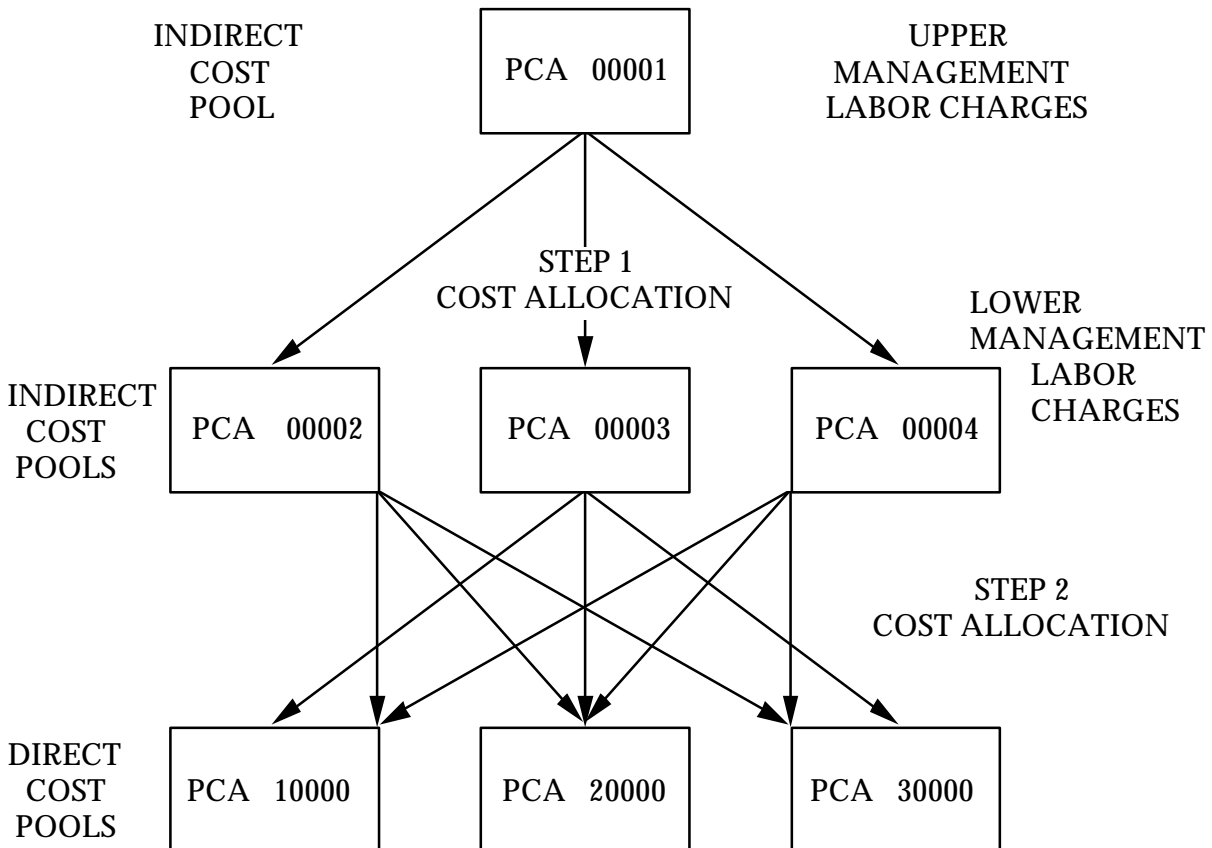 INDIRECT
COST
POOL
PCA 00001
UPPER
MANAGEMENT
LABOR CHARGES
STEP 1
COST ALLOCATION
LOWER
MANAGEMENT
LABOR
CHARGES
INDIRECT
COST
POOLS
PCA 00002
PCA 00003
PCA 00004
STEP 2
COST ALLOCATION
DIRECT
COST
POOLS
PCA 10000
PCA 20000
PCA 30000